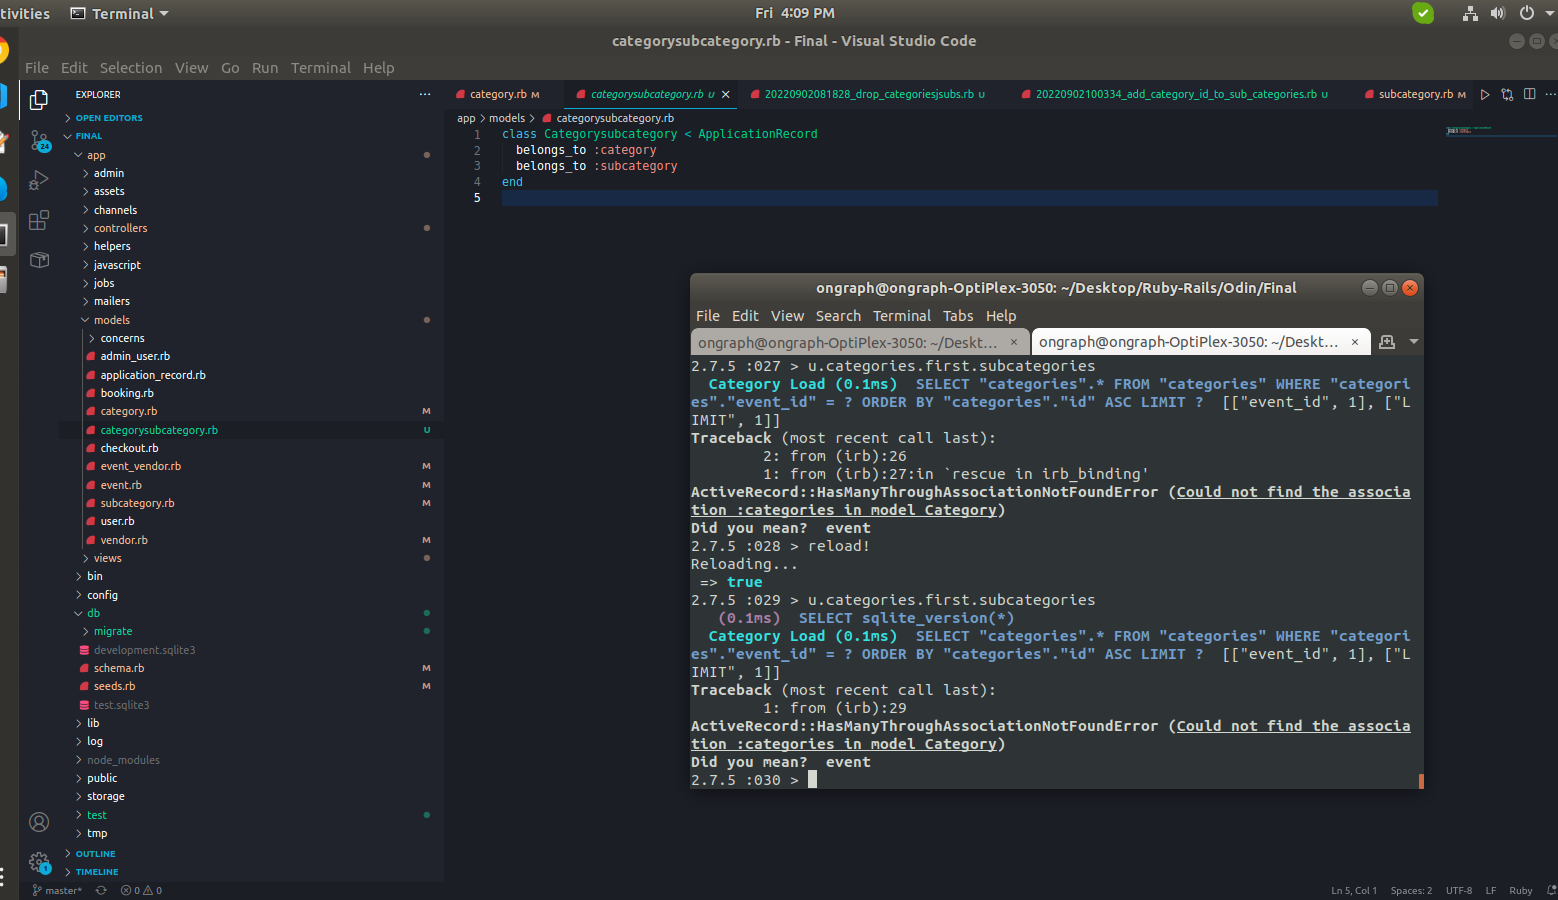 tivities
Terminal
Fri 4:09 PM
categorysubcategory.rb - Final - Visual Studio Code
File Edit Selection View Go Run Terminal Help
EXPLORER
category.rb M
categorysubcategory.rb U
20220902081828_drop_categoriesjsubs.rb U
20220902100334_add_category_id_to_sub_categories.rb U
subcategory.rb M
OPEN EDITORS
FINAL
app
admin
assets
channels
controllers
helpers
javascript
jobs
mailers
models
concerns
admin_user.rb
application_record.rb
booking.rb
category.rb M
categorysubcategory.rb U
checkout.rb
event_vendor.rb M
event.rb M
subcategory.rb M
user.rb
vendor.rb M
views
bin
config
db
migrate
development.sqlite3
schema.rb M
seeds.rb M
test.sqlite3
lib
log
node_modules
public
storage
test
tmp
OUTLINE
TIMELINE
24
1
app > models > categorysubcategory.rb
1 class Categorysubcategory < ApplicationRecord
2 belongs_to :category
3 belongs_to :subcategory
4 end
5
ongraph@ongraph-OptiPlex-3050: ~/Desktop/Ruby-Rails/Odin/Final
File Edit View Search Terminal Tabs Help
ongraph@ongraph-OptiPlex-3050: ~/Deskt... ×
ongraph@ongraph-OptiPlex-3050: ~/Deskt... ×
2.7.5 :027 > u.categories.first.subcategories
Category Load (0.1ms) SELECT "categories".* FROM "categories" WHERE "categori
es"."event_id" = ? ORDER BY "categories"."id" ASC LIMIT ? [["event_id", 1], ["L
IMIT", 1]]
Traceback (most recent call last):
2: from (irb):26
1: from (irb):27:in `rescue in irb_binding'
ActiveRecord::HasManyThroughAssociationNotFoundError (Could not find the associa
tion :categories in model Category)
Did you mean? event
2.7.5 :028 > reload!
Reloading...
=> true
2.7.5 :029 > u.categories.first.subcategories
(0.1ms) SELECT sqlite_version(*)
Category Load (0.1ms) SELECT "categories".* FROM "categories" WHERE "categori
es"."event_id" = ? ORDER BY "categories"."id" ASC LIMIT ? [["event_id", 1], ["L
IMIT", 1]]
Traceback (most recent call last):
1: from (irb):29
ActiveRecord::HasManyThroughAssociationNotFoundError (Could not find the associa
tion :categories in model Category)
Did you mean? event
2.7.5 :030 >
master* 0 0
Ln 5, Col 1 Spaces: 2 UTF-8 LF Ruby